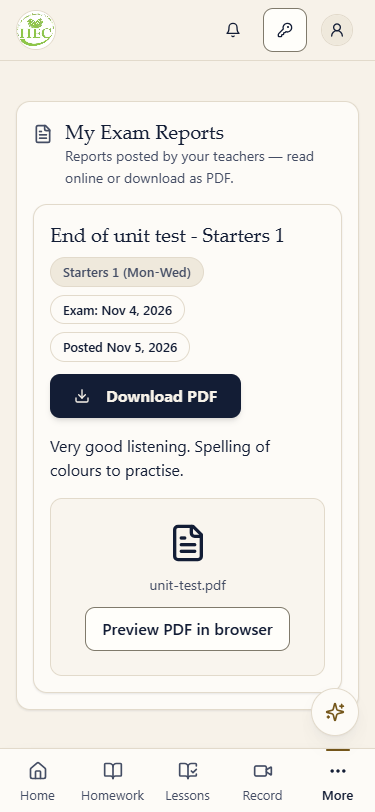 HEC
My Exam Reports
Reports posted by your teachers — read
online or download as PDF.
End of unit test - Starters 1
Starters 1 (Mon-Wed)
Exam: Nov 4, 2026
Posted Nov 5, 2026
Download PDF
Very good listening. Spelling of
colours to practise.
unit-test.pdf
Preview PDF in browser
Home
Homework
Lessons
Record
More